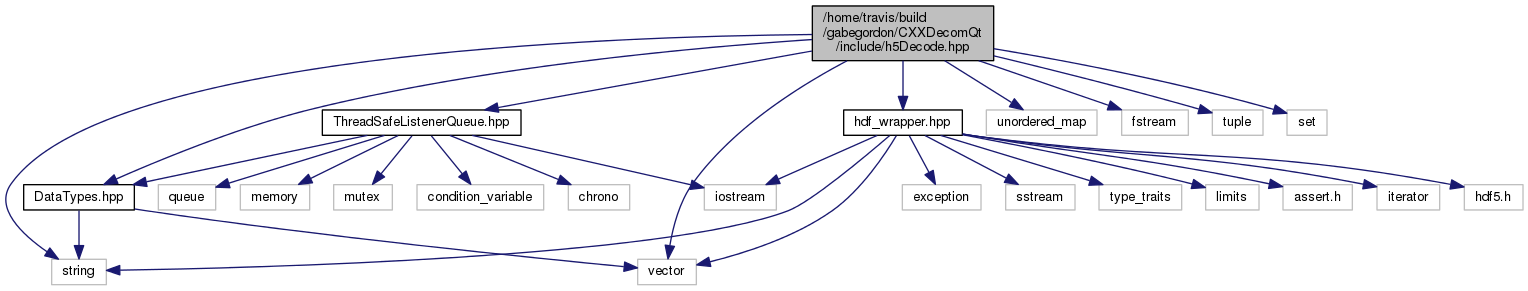 /home/travis/build
/gabegordon/CXXDecomQt
/include/h5Decode.hpp
ThreadSafeListenerQueue.hpp
hdf_wrapper.hpp
unordered_map
fstream
tuple
set
DataTypes.hpp
queue
memory
mutex
condition_variable
chrono
iostream
exception
sstream
type_traits
limits
assert.h
iterator
hdf5.h
string
vector